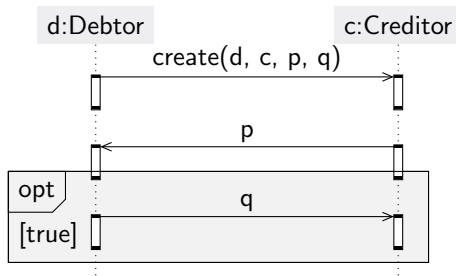 d:Debtor c:Creditor
create(d, c, p, q)
p
opt
q
[true]